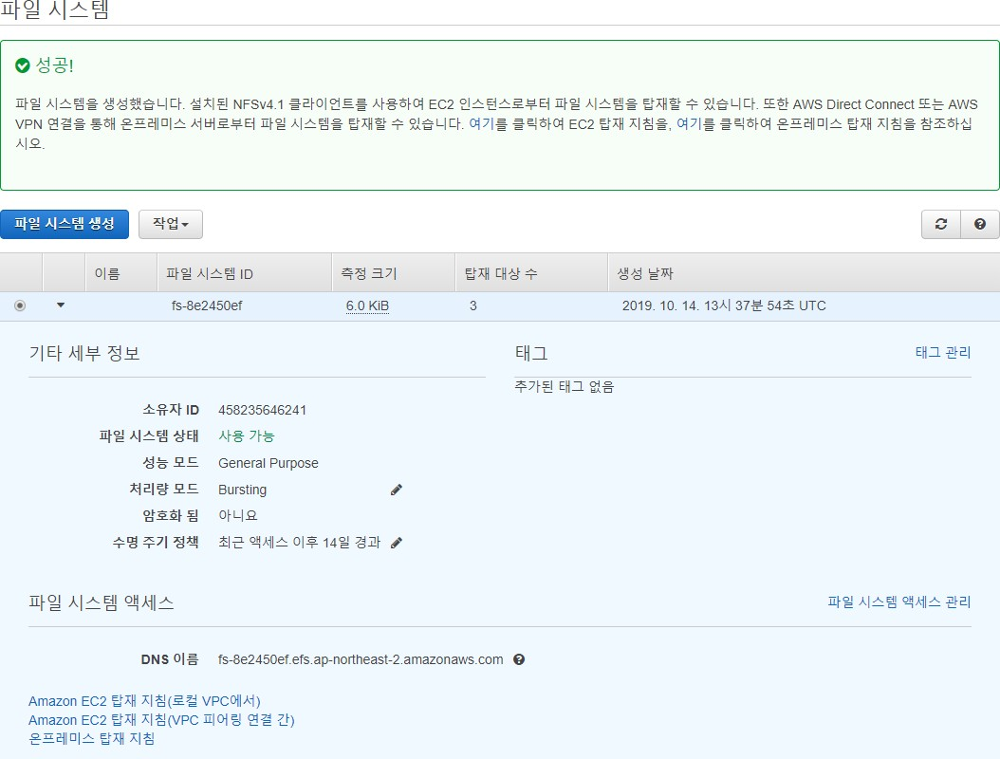 파일 시스템
성공!
파일 시스템을 생성했습니다. 설치된 NFSv4.1 클라이언트를 사용하여 EC2 인스턴스로부터 파일 시스템을 탑재할 수 있습니다. 또한 AWS Direct Connect 또는 AWS
VPN 연결을 통해 온프레미스 서버로부터 파일 시스템을 탑재할 수 있습니다. 여기를 클릭하여 EC2 탑재 지침을, 여기를 클릭하여 온프레미스 탑재 지침을 참조하십
시오.
파일 시스템 생성 작업
이름 파일 시스템 ID 측정 크기 탑재 대상 수 생성 날짜
fs-8e2450ef 6.0 KiB 3 2019. 10. 14. 13시 37분 54초 UTC
기타 세부 정보
소유자 ID 458235646241
파일 시스템 상태 사용 가능
성능 모드 General Purpose
처리량 모드 Bursting
암호화 됨 아니요
수명 주기 정책 최근 액세스 이후 14일 경과
태그 태그 관리
추가된 태그 없음
파일 시스템 액세스 파일 시스템 액세스 관리
DNS 이름 fs-8e2450ef.efs.ap-northeast-2.amazonaws.com
Amazon EC2 탑재 지침(로컬 VPC에서)
Amazon EC2 탑재 지침(VPC 피어링 연결 간)
온프레미스 탑재 지침